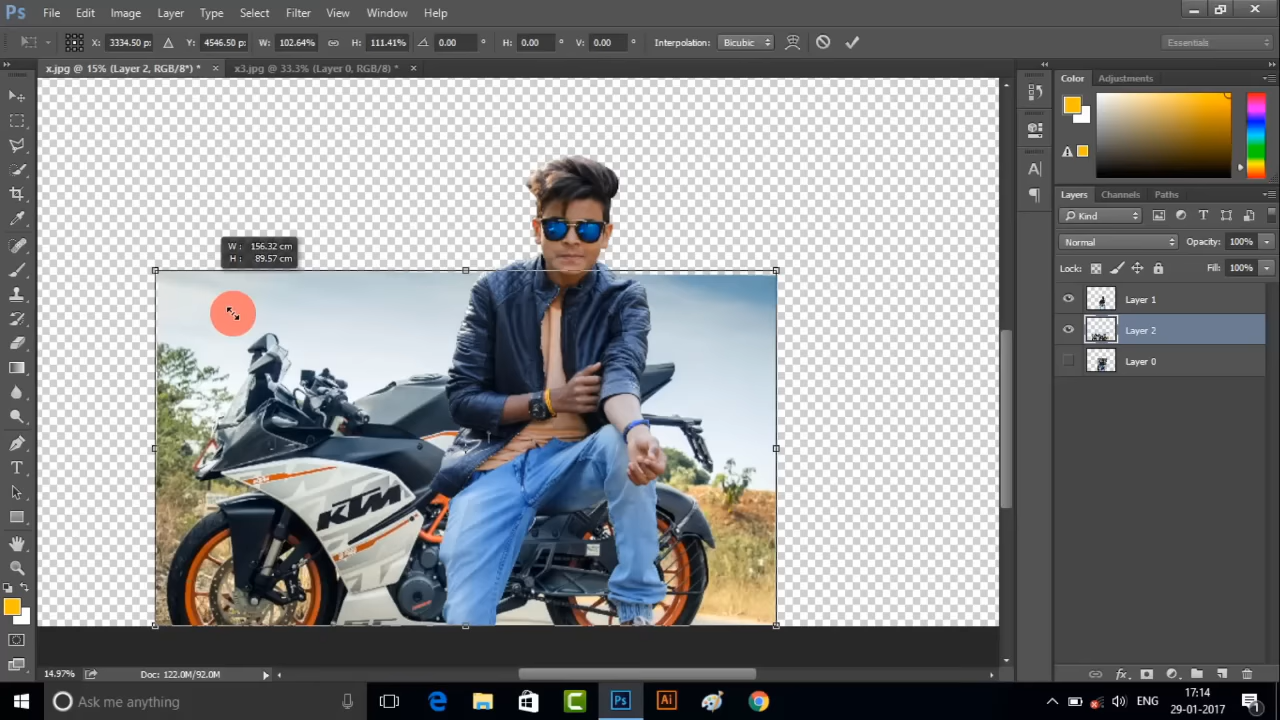 Ps File Edit Image Layer Type Select Filter View Window Help
X: 3334.50 px Y: 4546.50 px W: 102.64% H: 111.41% 0.00 ° H: 0.00 ° V: 0.00 ° Interpolation: Bicubic Essentials
x.jpg @ 15% (Layer 2, RGB/8*) * × x3.jpg @ 33.3% (Layer 0, RGB/8) * ×
Color Adjustments
Layers Channels Paths
Kind
Normal Opacity: 100%
Lock: Fill: 100%
Layer 1
Layer 2
Layer 0
W : 156.32 cm
H : 89.57 cm
KTM
14.97% Doc: 122.0M/92.0M
Ask me anything
Ps Ai
ENG 17:14
29-01-2017